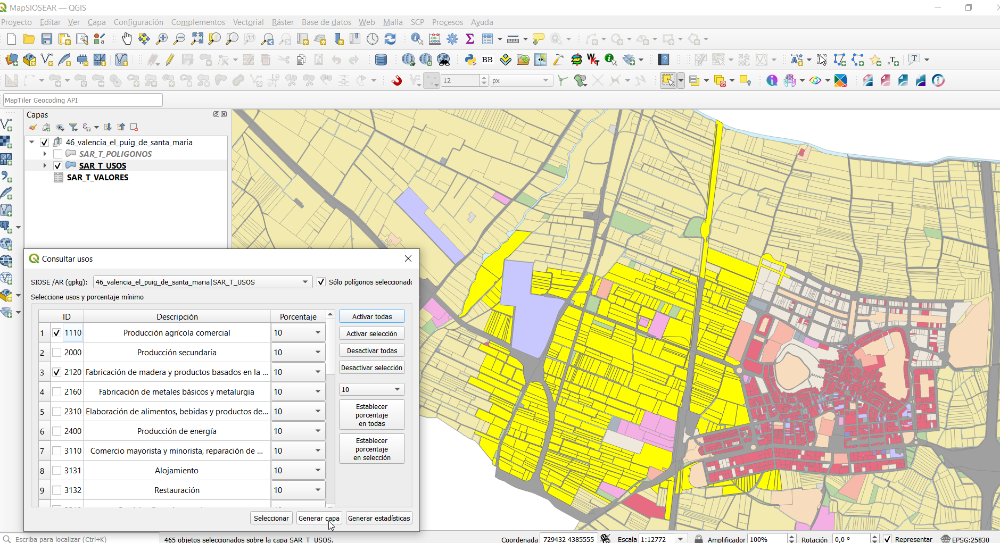 MapSIOSEAR — QGIS
Proyecto Editar Ver Capa Configuración Complementos Vectorial Ráster Base de datos Web Malla SCP Procesos Ayuda
BB
WKT
12 px
abc
MapTiler Geocoding API
Capas
46_valencia_el_puig_de_santa_maria
SAR_T_POLIGONOS
SAR_T_USOS
SAR_T_VALORES
Consultar usos
SIOSE /AR (gpkg): 46_valencia_el_puig_de_santa_maria|SAR_T_USOS Sólo polígonos seleccionado
Seleccione usos y porcentaje mínimo
ID Descripción Porcentaje
1 1110 Producción agrícola comercial 10
2 2000 Producción secundaria 10
3 2120 Fabricación de madera y productos basados en la ... 10
4 2160 Fabricación de metales básicos y metalurgia 10
5 2310 Elaboración de alimentos, bebidas y productos de... 10
6 2400 Producción de energía 10
7 3110 Comercio mayorista y minorista, reparación de ... 10
8 3131 Alojamiento 10
9 3132 Restauración 10
Activar todas
Activar selección
Desactivar todas
Desactivar selección
10
Establecer
porcentaje
en todas
Establecer
porcentaje
en selección
Seleccionar Generar capa Generar estadísticas
Escriba para localizar (Ctrl+K) 465 objetos seleccionados sobre la capa SAR_T_USOS. Coordenada 729432 4385555 Escala 1:12772 Amplificador 100% Rotación 0,0 ° Representar EPSG:25830